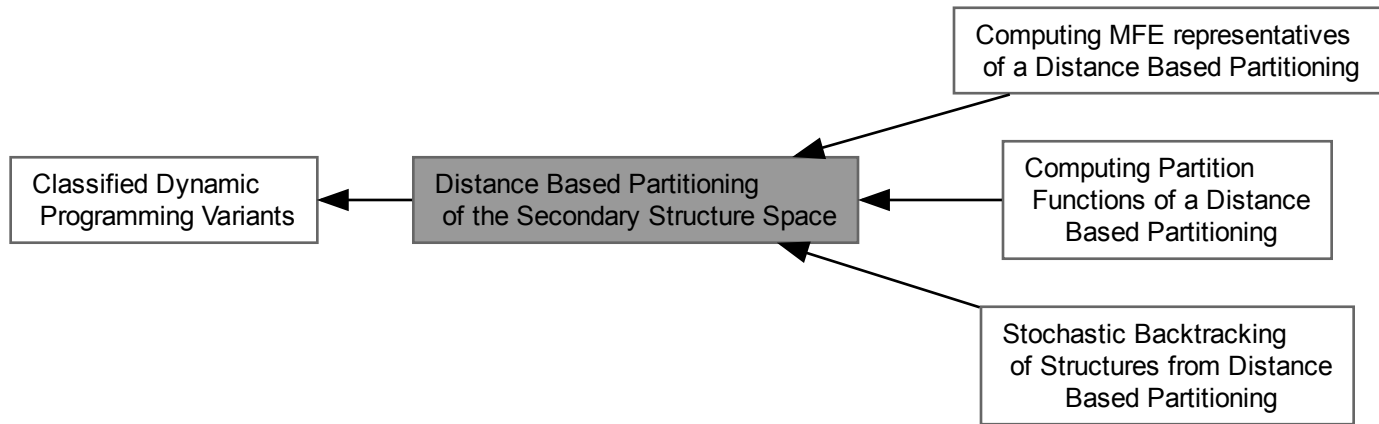 Classified Dynamic
Programming Variants
Distance Based Partitioning
of the Secondary Structure Space
Computing MFE representatives
of a Distance Based Partitioning
Computing Partition
Functions of a Distance
Based Partitioning
Stochastic Backtracking
of Structures from Distance
Based Partitioning